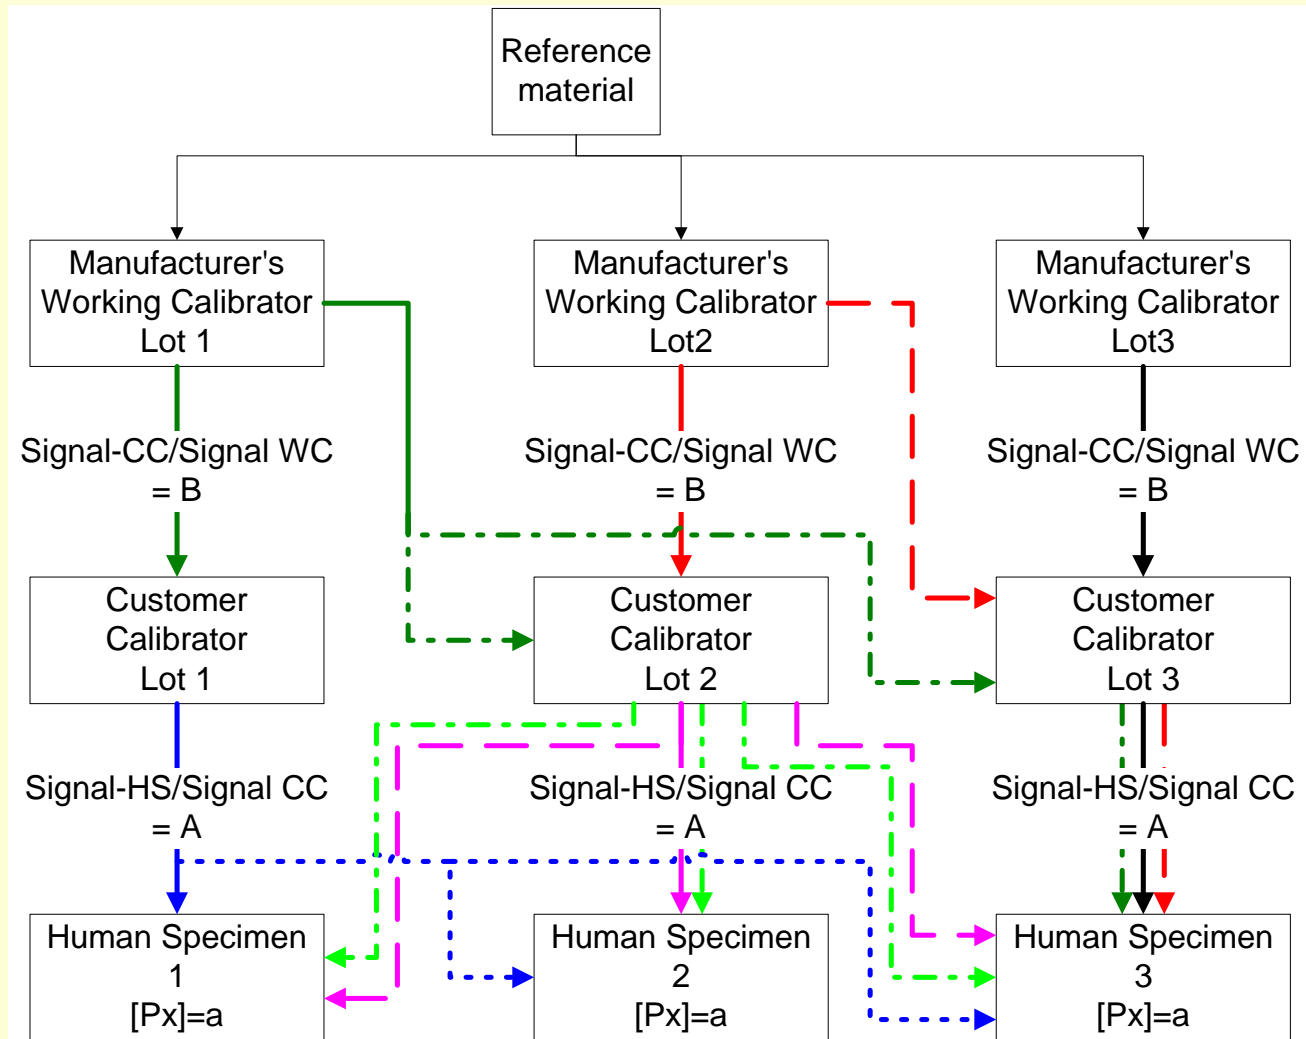 Reference
material
Manufacturer's
Working Calibrator
Lot 1
Manufacturer's
Working Calibrator
Lot2
Manufacturer's
Working Calibrator
Lot3
Signal-CC/Signal WC
= B
Signal-CC/Signal WC
= B
Signal-CC/Signal WC
= B
Customer
Calibrator
Lot 1
Customer
Calibrator
Lot 2
Customer
Calibrator
Lot 3
Signal-HS/Signal CC
= A
Signal-HS/Signal CC
= A
Signal-HS/Signal CC
= A
Human Specimen
1
[Px]=a
Human Specimen
2
[Px]=a
Human Specimen
3
[Px]=a